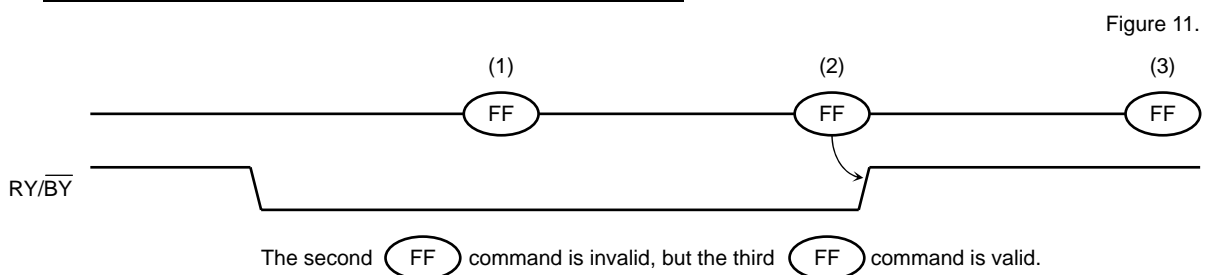 Figure 11.
(1) (2) (3)
FF FF FF
RY/B̅Y̅
The second FF command is invalid, but the third FF command is valid.